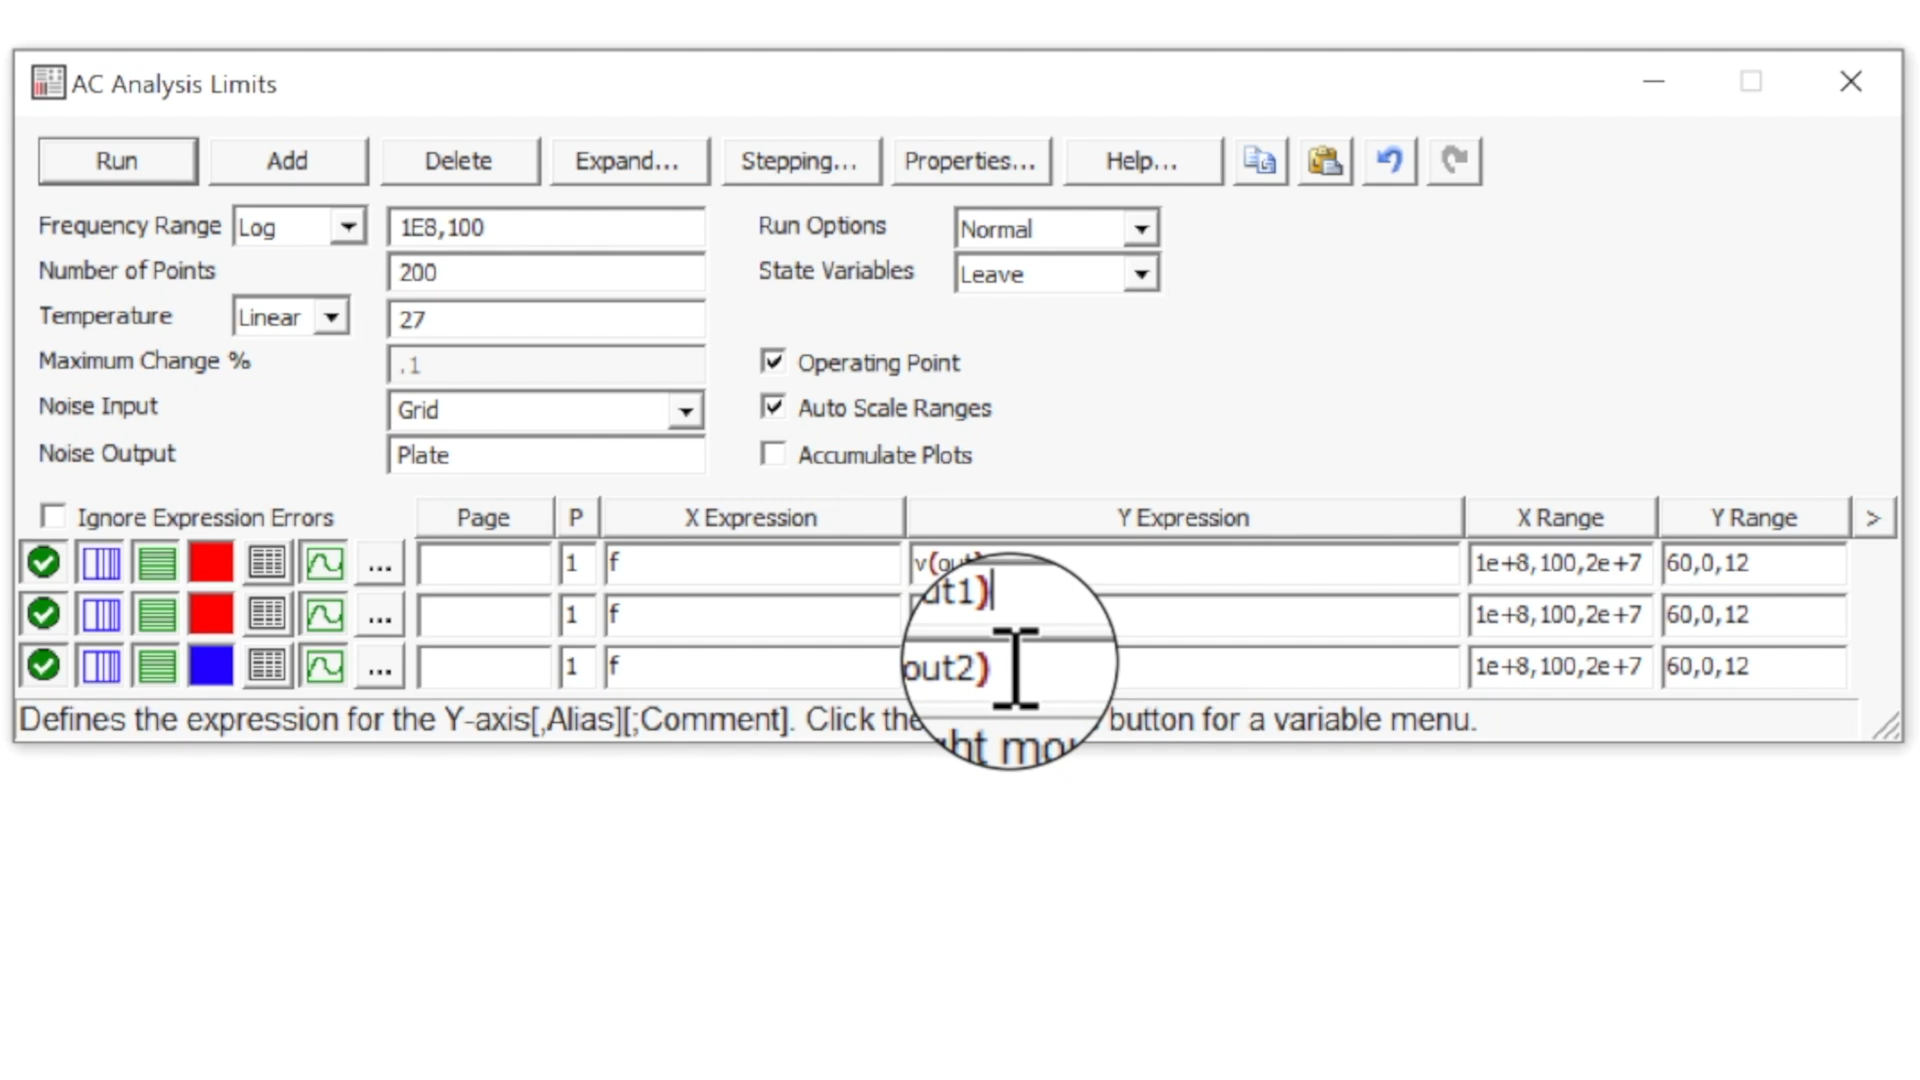 AC Analysis Limits
Run Add Delete Expand... Stepping... Properties... Help...
Frequency Range Log 1E8,100 Run Options Normal
Number of Points 200 State Variables Leave
Temperature Linear 27
Maximum Change % .1 Operating Point
Noise Input Grid Auto Scale Ranges
Noise Output Plate Accumulate Plots
Ignore Expression Errors Page P X Expression Y Expression X Range Y Range >
... 1 f 1e+8,100,2e+7 60,0,12
... 1 f ut1) 1e+8,100,2e+7 60,0,12
... 1 f out2) 1e+8,100,2e+7 60,0,12
Defines the expression for the Y-axis[,Alias][;Comment]. Click the button for a variable menu.